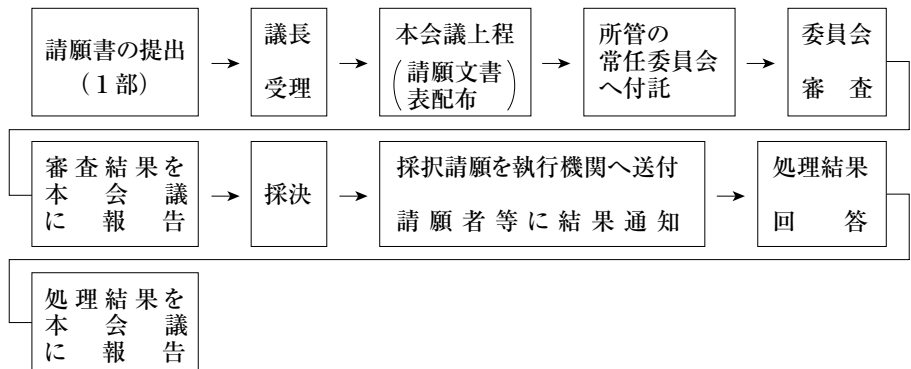 請願書の提出
（１部）
議長
受理
本会議上程
（請願文書
表配布）
所管の
常任委員会
へ付託
委員会
審査
審査結果を
本会議
に報告
採決
採択請願を執行機関へ送付
請願者等に結果通知
処理結果
回答
処理結果を
本会議
に報告